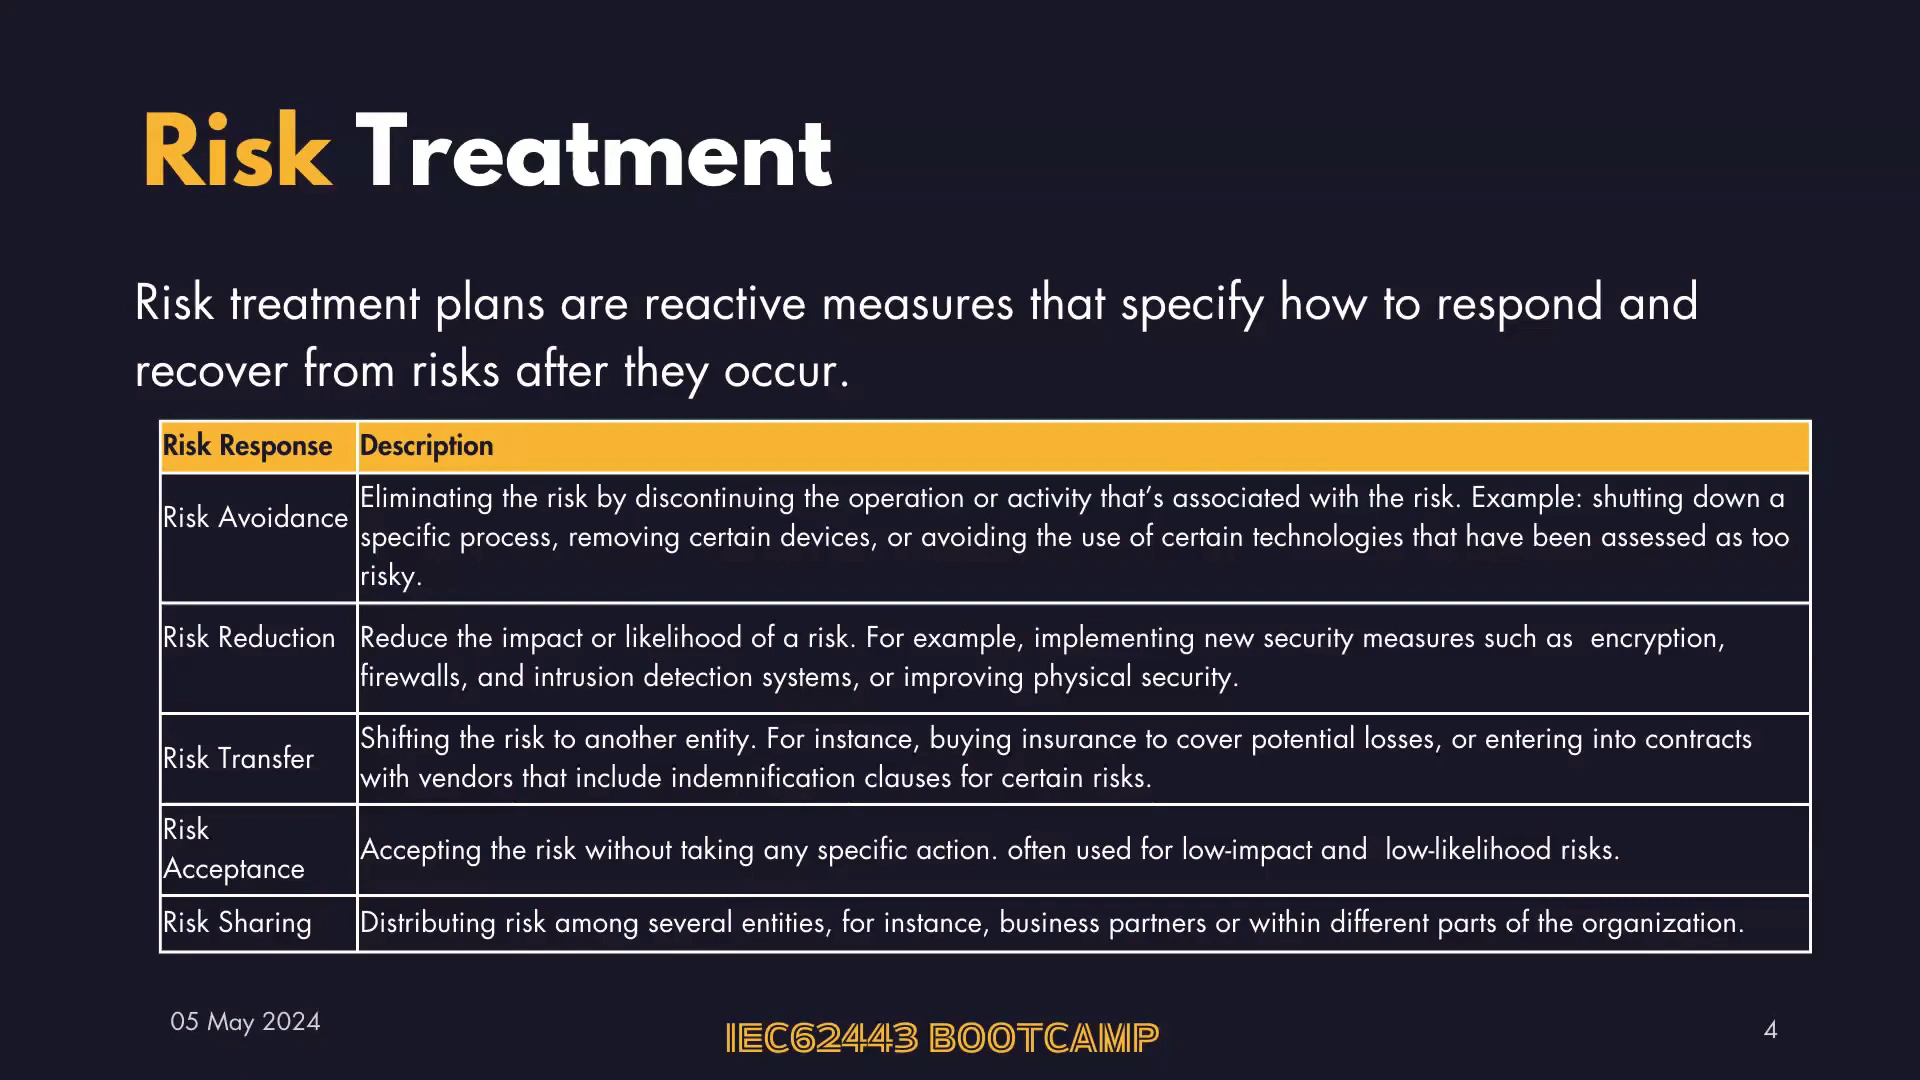 Risk Treatment
Risk treatment plans are reactive measures that specify how to respond and
recover from risks after they occur.
Risk Response Description
Risk Avoidance
Eliminating the risk by discontinuing the operation or activity that’s associated with the risk. Example: shutting down a
specific process, removing certain devices, or avoiding the use of certain technologies that have been assessed as too
risky.
Risk Reduction
Reduce the impact or likelihood of a risk. For example, implementing new security measures such as  encryption,
firewalls, and intrusion detection systems, or improving physical security.
Risk Transfer
Shifting the risk to another entity. For instance, buying insurance to cover potential losses, or entering into contracts
with vendors that include indemnification clauses for certain risks.
Risk
Acceptance
Accepting the risk without taking any specific action. often used for low-impact and  low-likelihood risks.
Risk Sharing
Distributing risk among several entities, for instance, business partners or within different parts of the organization.
05 May 2024
IEC62443 BOOTCAMP
4